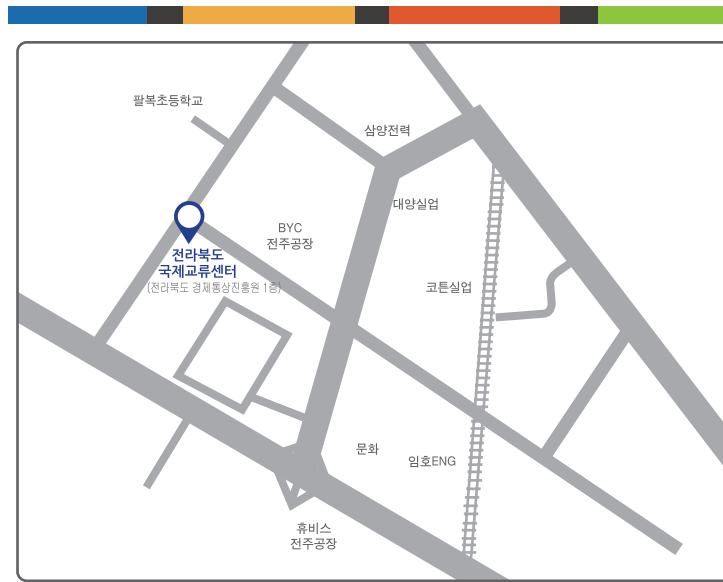 팔복초등학교
삼양전력
대양실업
BYC
전주공장
전라북도
국제교류센터
(전라북도 경제통상진흥원 1층)
코튼실업
문화
임호ENG
휴비스
전주공장